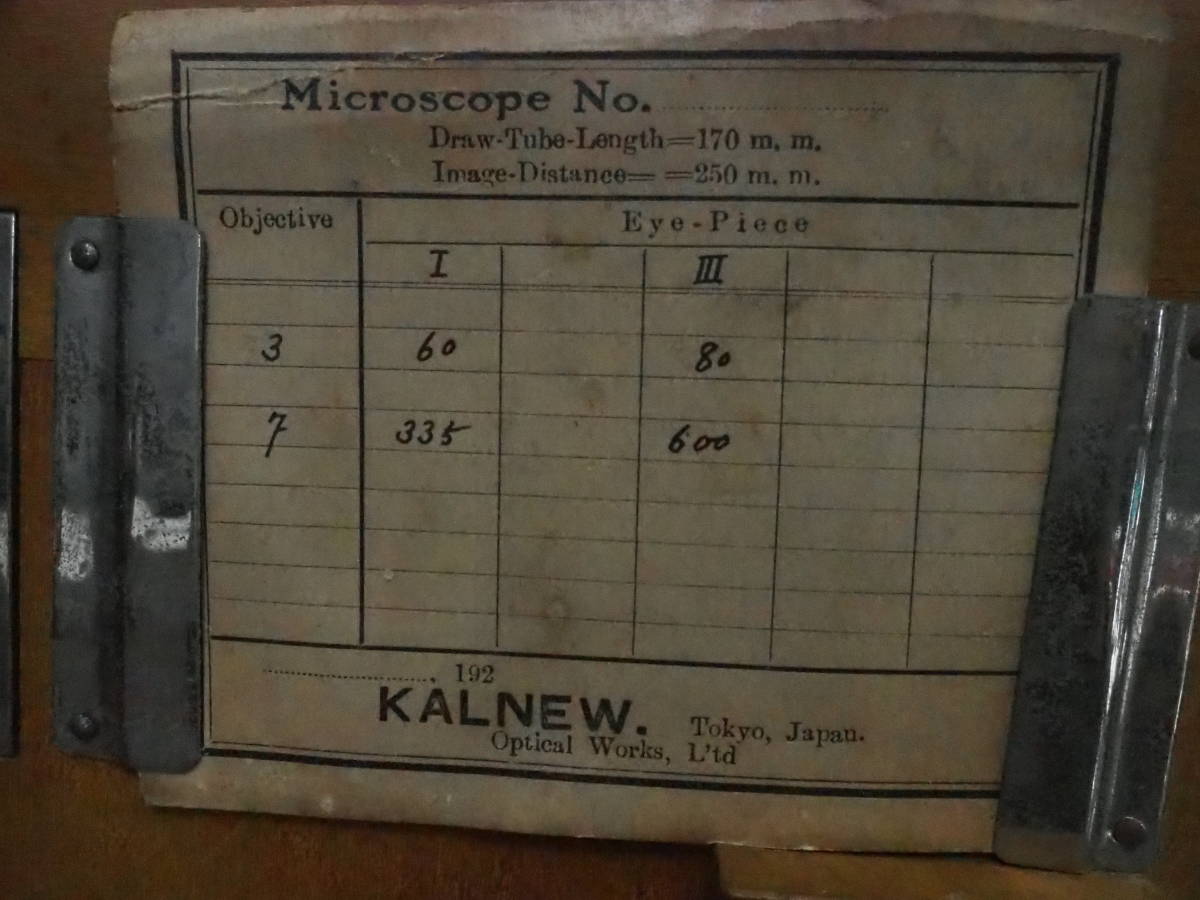 Microscope No.
Draw-Tube-Length=170 m. m.
Image-Distance= =250 m. m.
Objective Eye-Piece
I III
3 60 80
7 335 600
, 192
KALNEW. Tokyo, Japan.
Optical Works, L'td